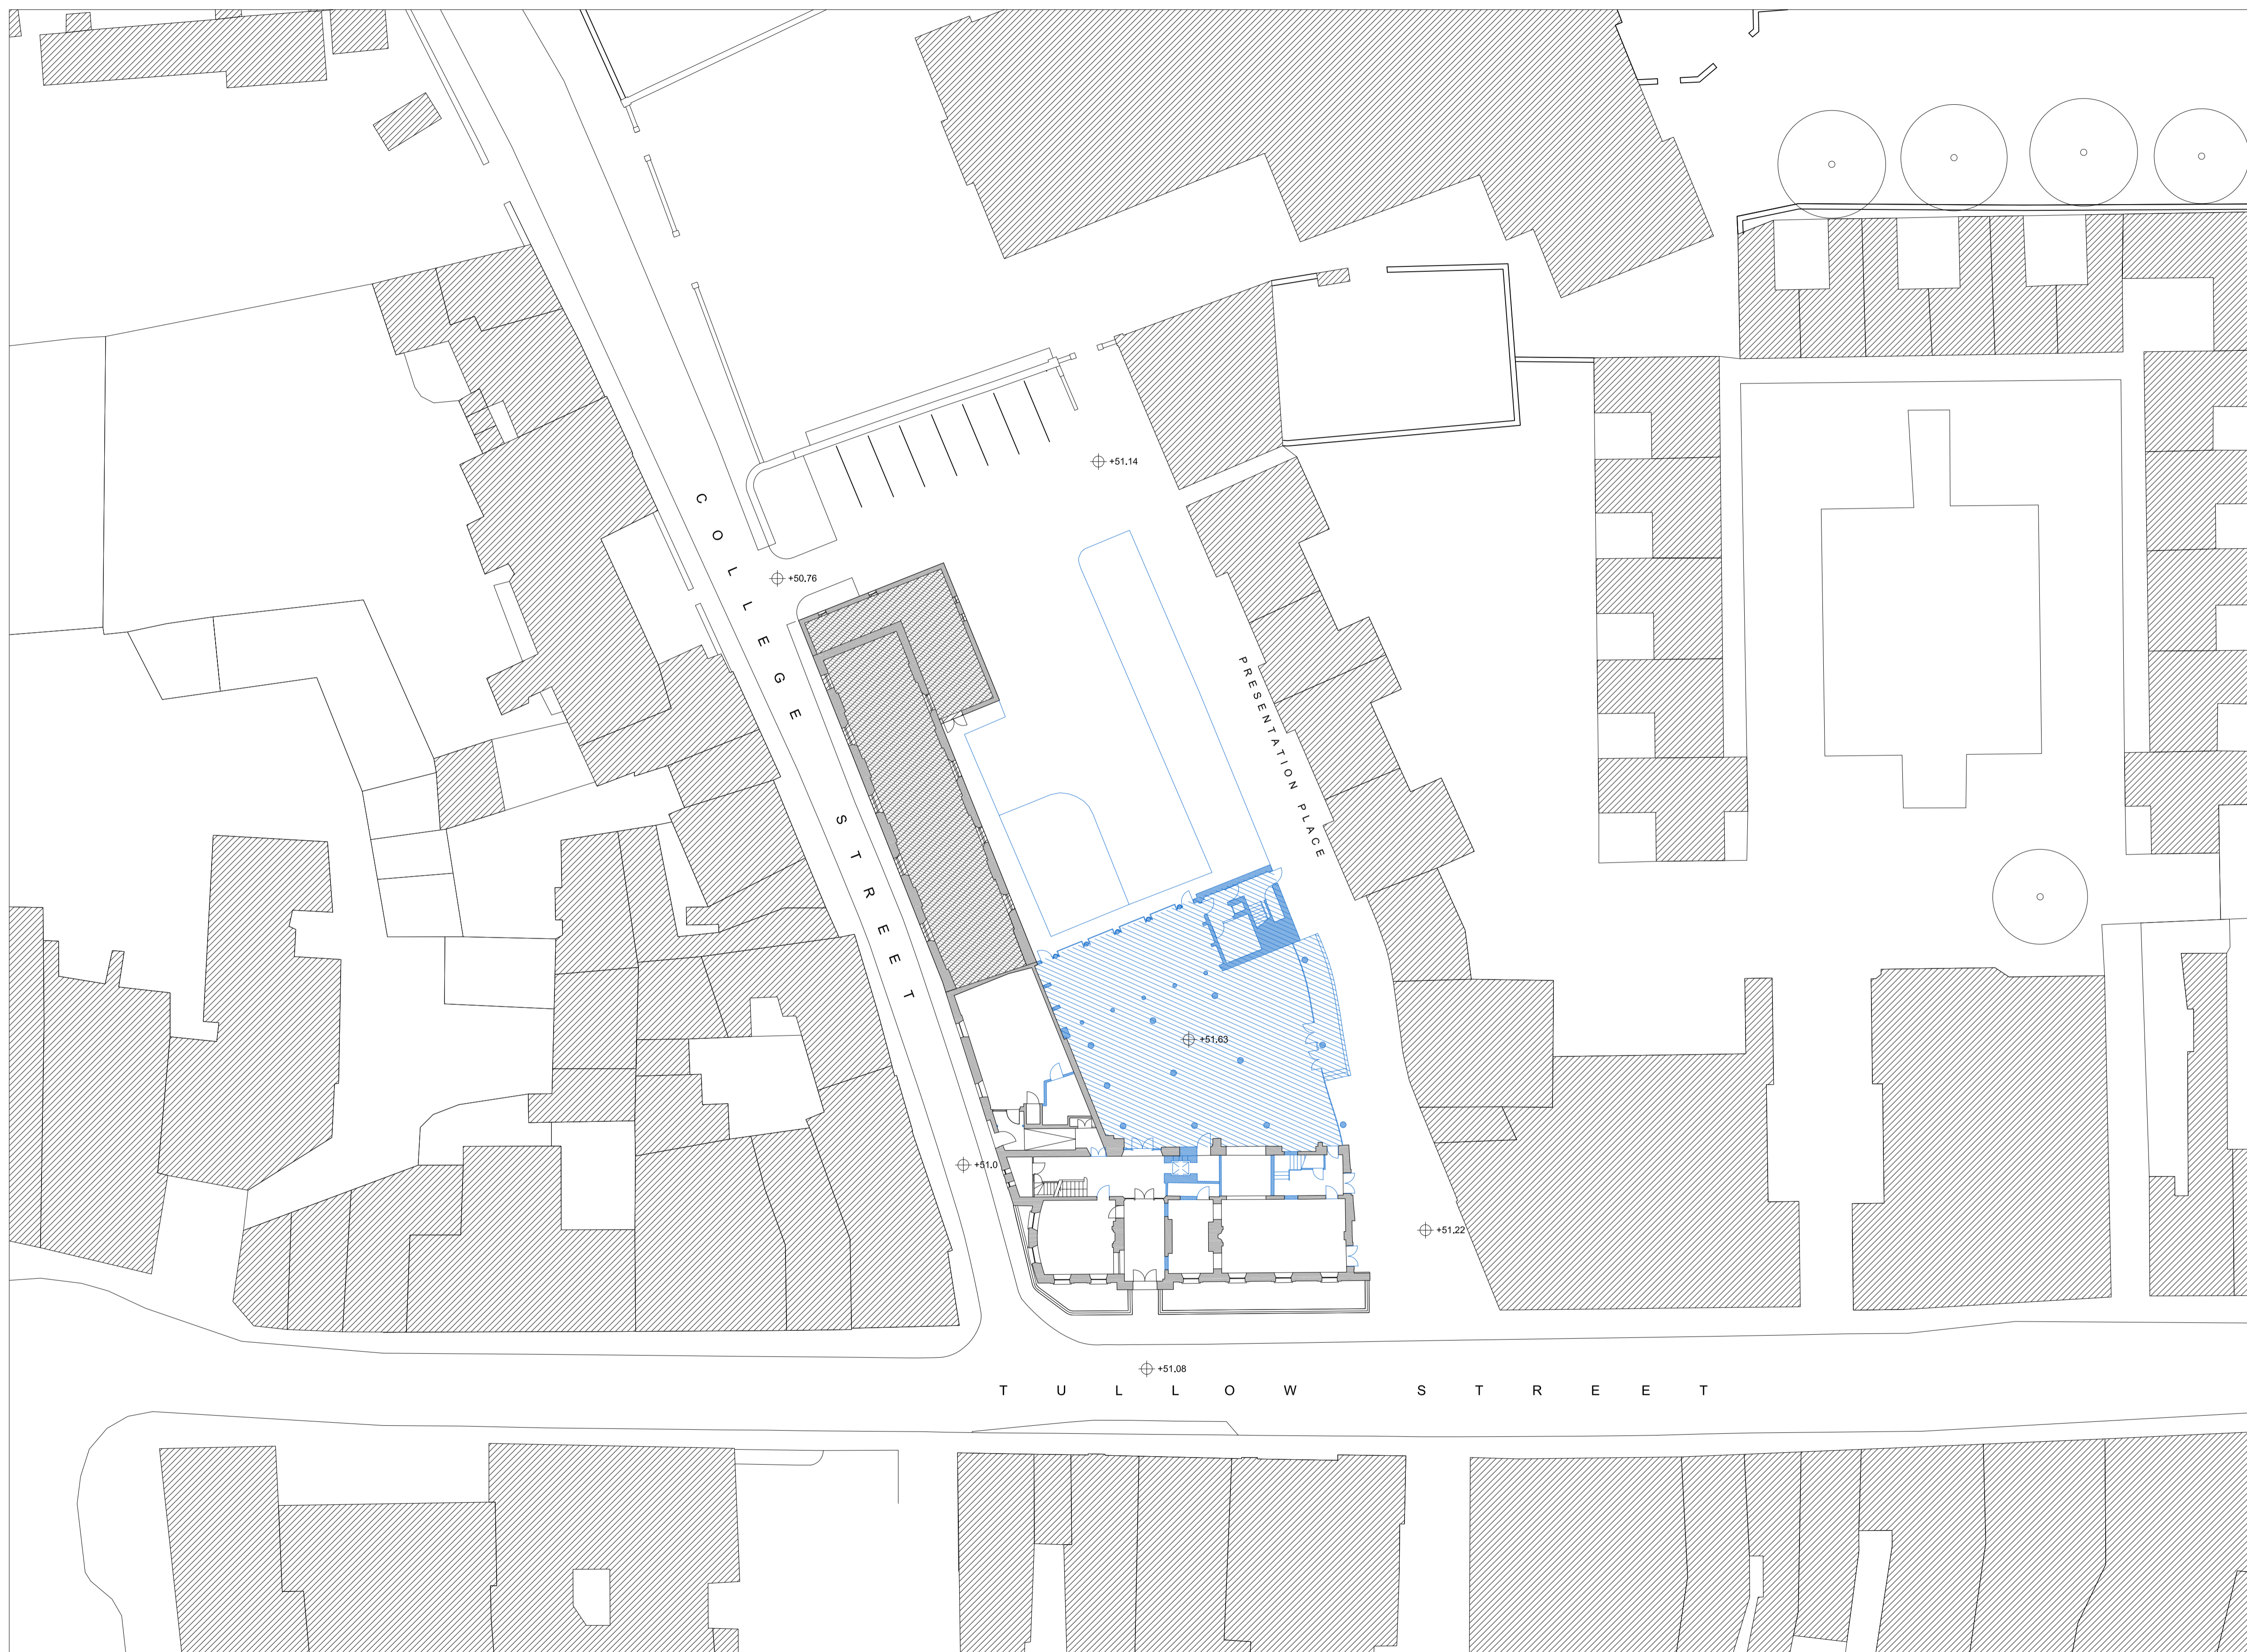 +51.14
COLLEGE STREET
+50.76
PRESENTATION PLACE
+51.63
+51.0
+51.22
+51.08
TULLOW STREET